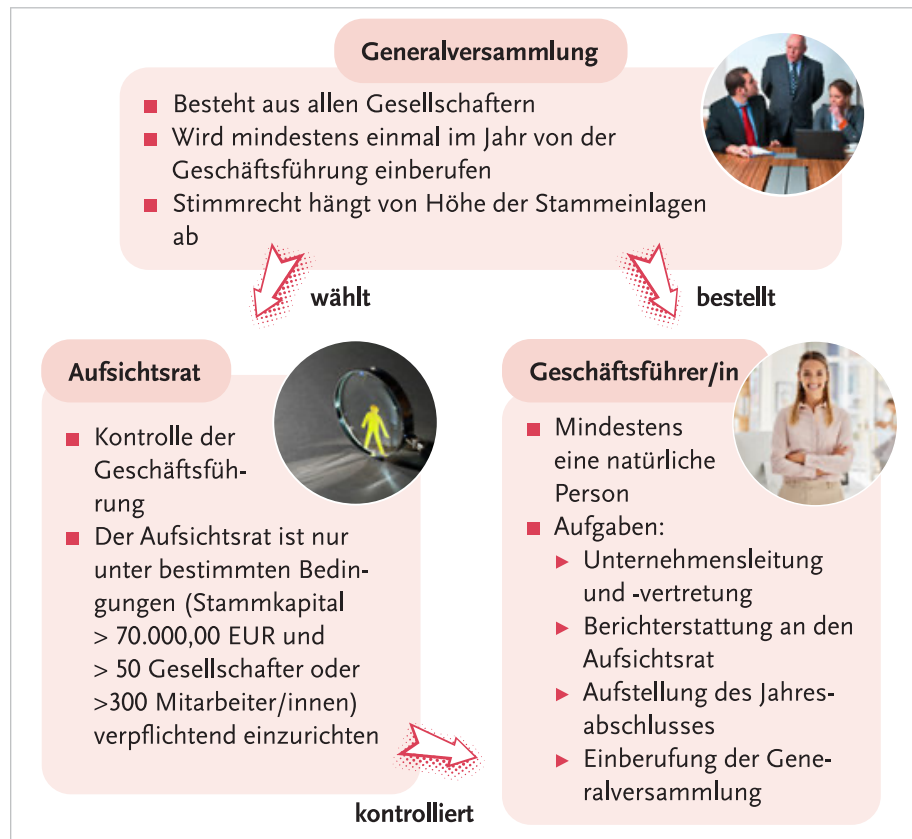 Generalversammlung
Besteht aus allen Gesellschaftern
Wird mindestens einmal im Jahr von der
Geschäftsführung einberufen
Stimmrecht hängt von Höhe der Stammeinlagen
ab
wählt
bestellt
Aufsichtsrat
Kontrolle der
Geschäftsfüh-
rung
Der Aufsichtsrat ist nur
unter bestimmten Bedin-
gungen (Stammkapital
> 70.000,00 EUR und
> 50 Gesellschafter oder
>300 Mitarbeiter/innen)
verpflichtend einzurichten
kontrolliert
Geschäftsführer/in
Mindestens
eine natürliche
Person
Aufgaben:
Unternehmensleitung
und -vertretung
Berichterstattung an den
Aufsichtsrat
Aufstellung des Jahres-
abschlusses
Einberufung der Gene-
ralversammlung